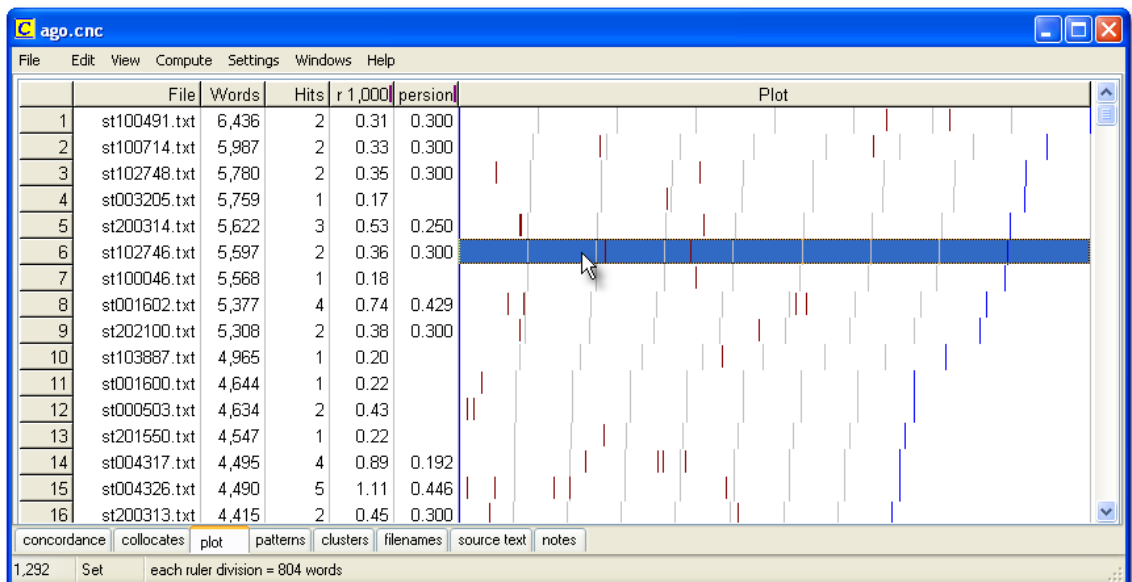 C ago.cnc
File Edit View Compute Settings Windows Help
File Words Hits r 1,000 persion Plot
1 st100491.txt 6,436 2 0.31 0.300
2 st100714.txt 5,987 2 0.33 0.300
3 st102748.txt 5,780 2 0.35 0.300
4 st003205.txt 5,759 1 0.17
5 st200314.txt 5,622 3 0.53 0.250
6 st102746.txt 5,597 2 0.36 0.300
7 st100046.txt 5,568 1 0.18
8 st001602.txt 5,377 4 0.74 0.429
9 st202100.txt 5,308 2 0.38 0.300
10 st103887.txt 4,965 1 0.20
11 st001600.txt 4,644 1 0.22
12 st000503.txt 4,634 2 0.43
13 st201550.txt 4,547 1 0.22
14 st004317.txt 4,495 4 0.89 0.192
15 st004326.txt 4,490 5 1.11 0.446
16 st200313.txt 4,415 2 0.45 0.300
concordance collocates plot patterns clusters filenames source text notes
1,292 Set each ruler division = 804 words